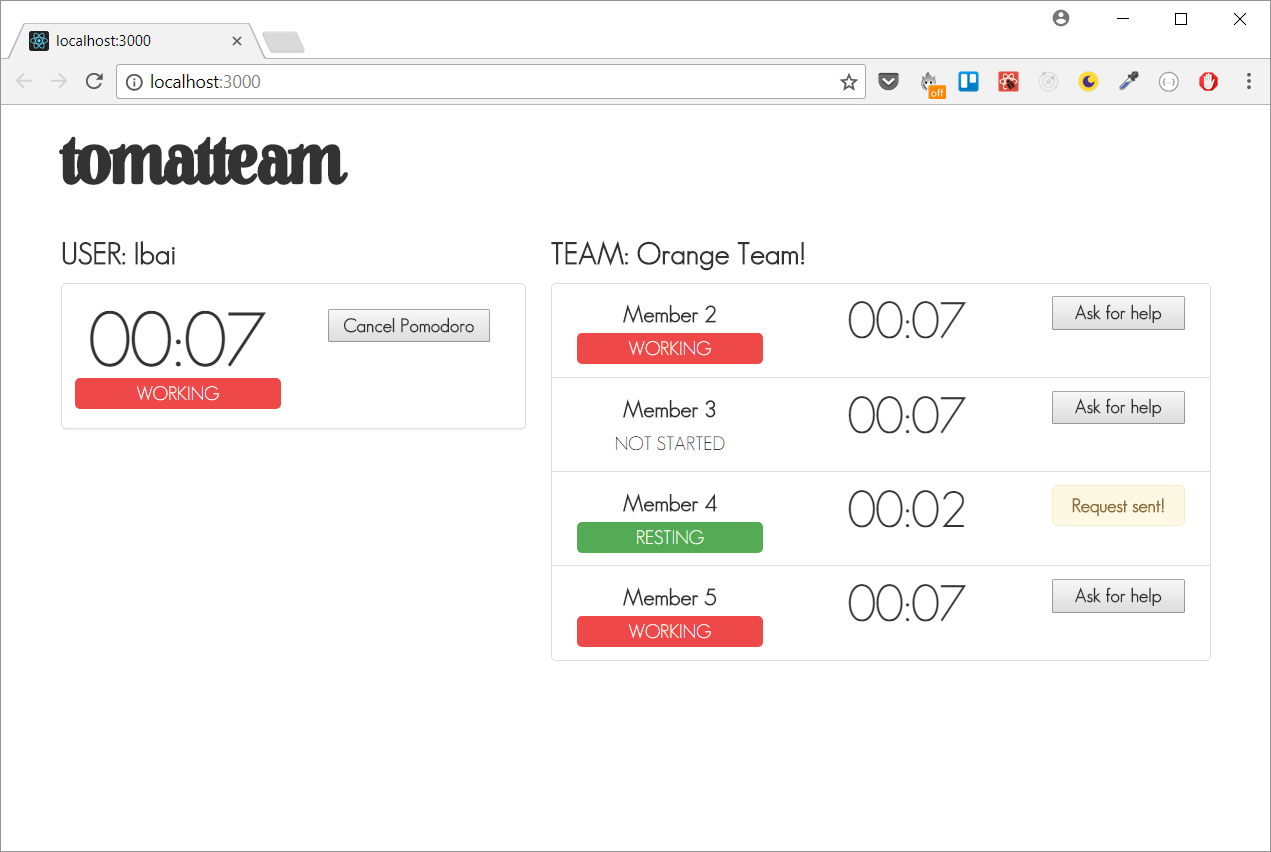 localhost:3000
localhost:3000
off
tomatteam
USER: Ibai
00:07
Cancel Pomodoro
WORKING
TEAM: Orange Team!
Member 2
00:07
Ask for help
WORKING
Member 3
00:07
Ask for help
NOT STARTED
Member 4
00:02
Request sent!
RESTING
Member 5
00:07
Ask for help
WORKING